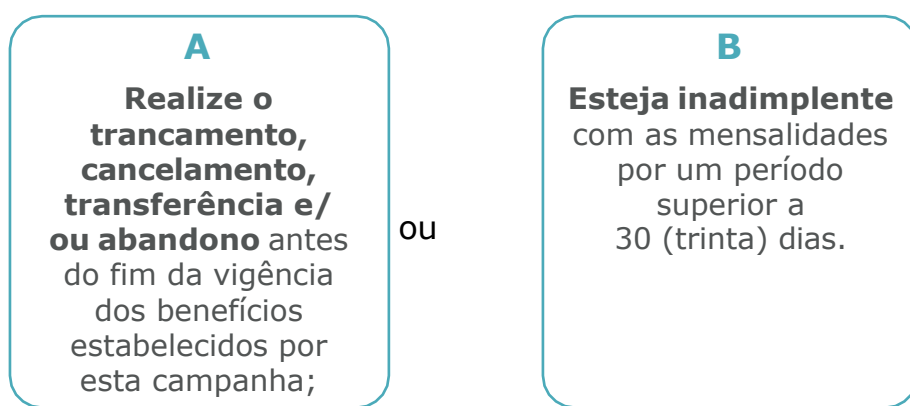 A
Realize o
trancamento,
cancelamento,
transferência e/
ou abandono antes
do fim da vigência
dos benefícios
estabelecidos por
esta campanha;
ou
B
Esteja inadimplente
com as mensalidades
por um período
superior a
30 (trinta) dias.